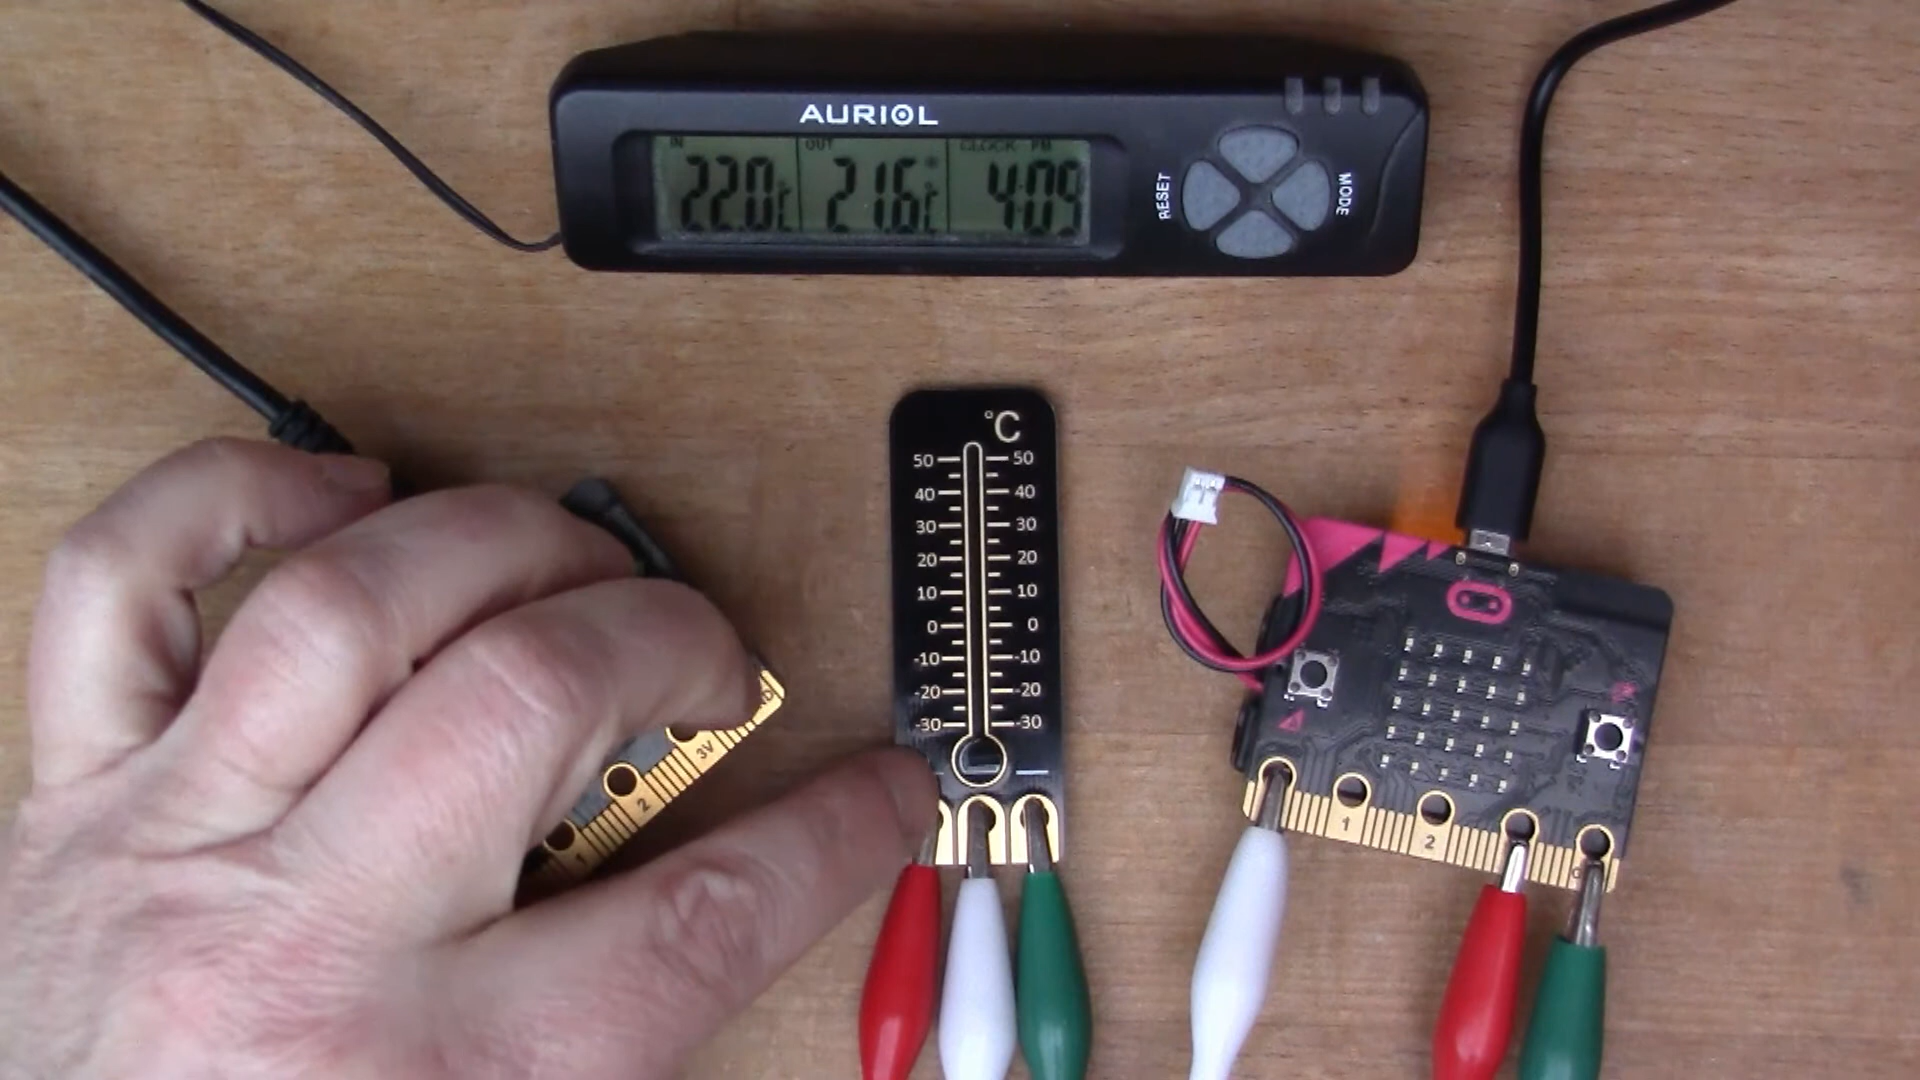 AURIOL
IN OUT CLOCK PM
22.0°C 21.6°C 4:09
RESET
MODE
°C
50 50
40 40
30 30
20 20
10 10
0 0
-10 -10
-20 -20
-30 -30
3V
2
1
1
2